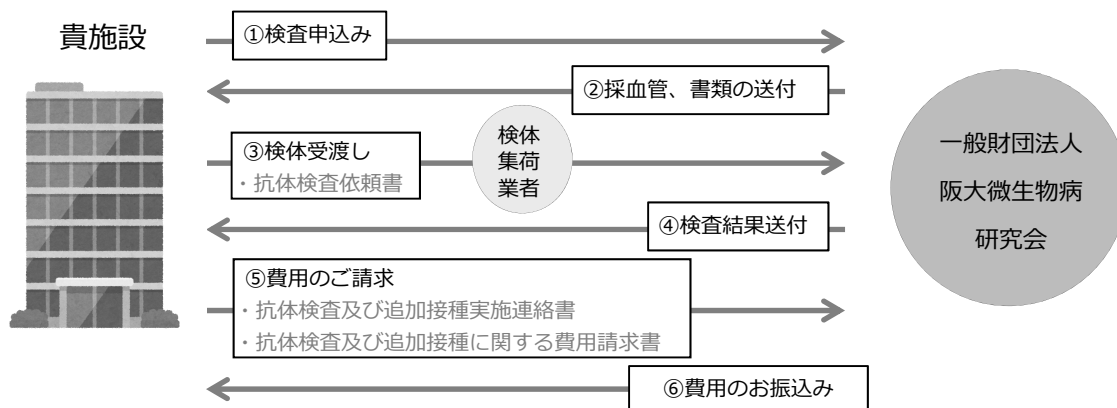 貴施設
①検査申込み
②採血管、書類の送付
検体
集荷
業者
③検体受渡し
・抗体検査依頼書
一般財団法人
阪大微生物病
研究会
④検査結果送付
⑤費用のご請求
・抗体検査及び追加接種実施連絡書
・抗体検査及び追加接種に関する費用請求書
⑥費用のお振込み